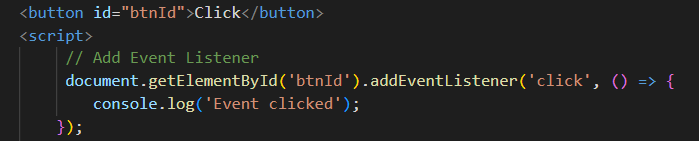 <button id="btnId">Click</button>
<script>
// Add Event Listener
document.getElementById('btnId').addEventListener('click', () => {
console.log('Event clicked');
});